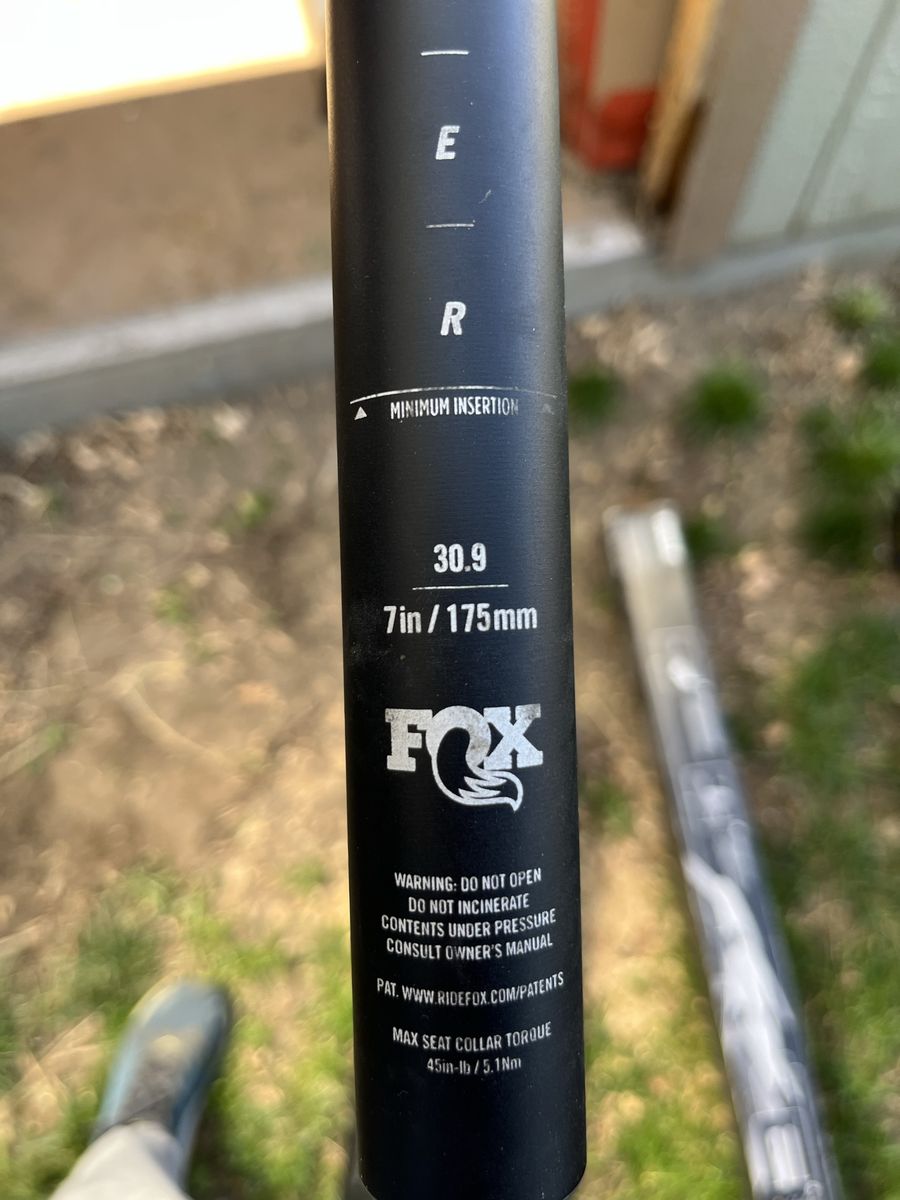 E
R
MINIMUM INSERTION
30.9
7in / 175mm
FOX
WARNING: DO NOT OPEN
DO NOT INCINERATE
CONTENTS UNDER PRESSURE
CONSULT OWNER'S MANUAL
PAT. WWW.RIDEFOX.COM/PATENTS
MAX SEAT COLLAR TORQUE
45in-lb / 5.1Nm